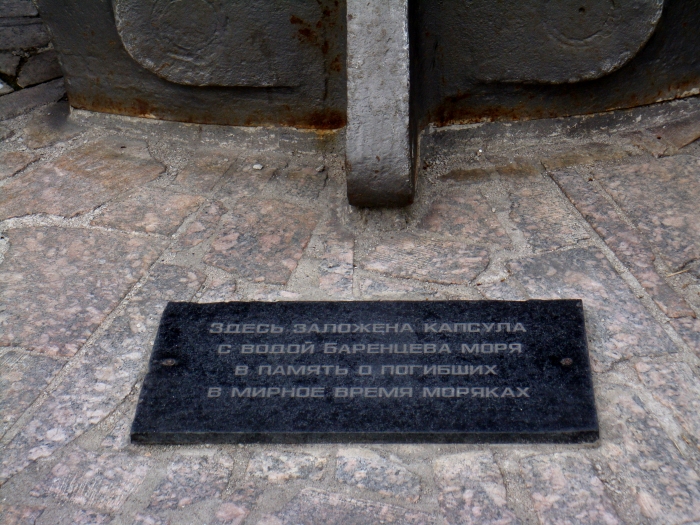 Здесь заложена капсула
с водой Баренцева моря
в память о погибших
в мирное время моряках